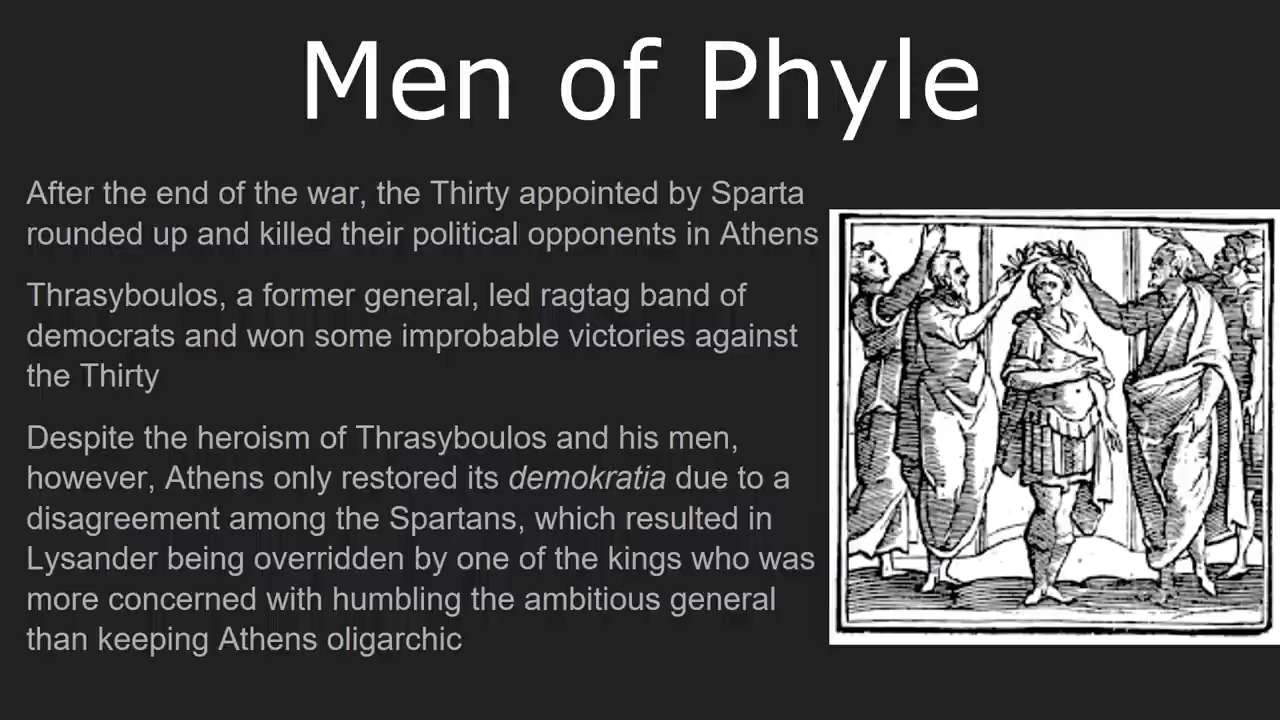 Men of Phyle
After the end of the war, the Thirty appointed by Sparta
rounded up and killed their political opponents in Athens
Thrasyboulos, a former general, led ragtag band of
democrats and won some improbable victories against
the Thirty
Despite the heroism of Thrasyboulos and his men,
however, Athens only restored its demokratia due to a
disagreement among the Spartans, which resulted in
Lysander being overridden by one of the kings who was
more concerned with humbling the ambitious general
than keeping Athens oligarchic